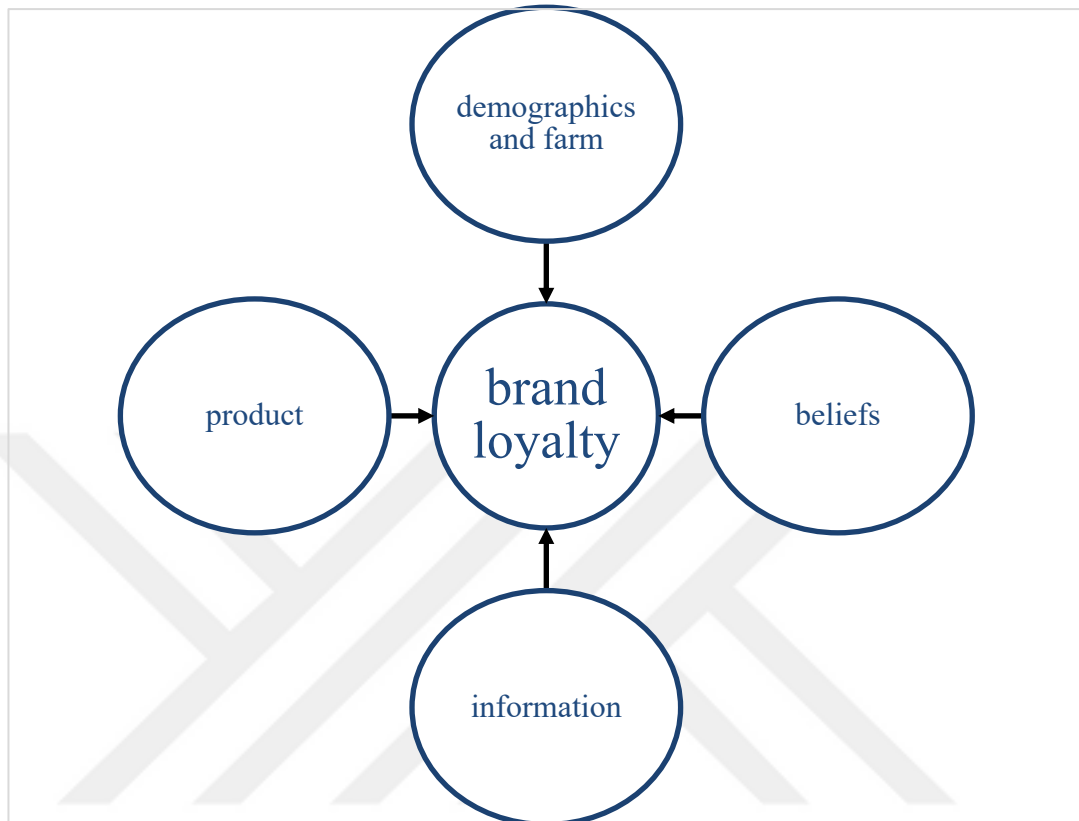 demographics
and farm
product
brand
loyalty
beliefs
information